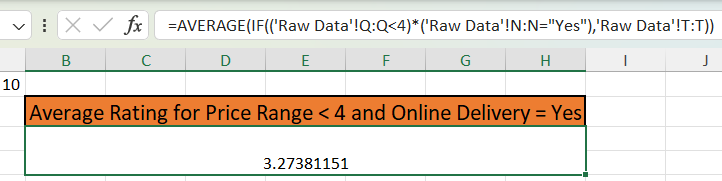 fx =AVERAGE(IF(('Raw Data'!Q:Q<4)*('Raw Data'!N:N="Yes"),'Raw Data'!T:T))
B C D E F G H I J
10
Average Rating for Price Range < 4 and Online Delivery = Yes
3.27381151